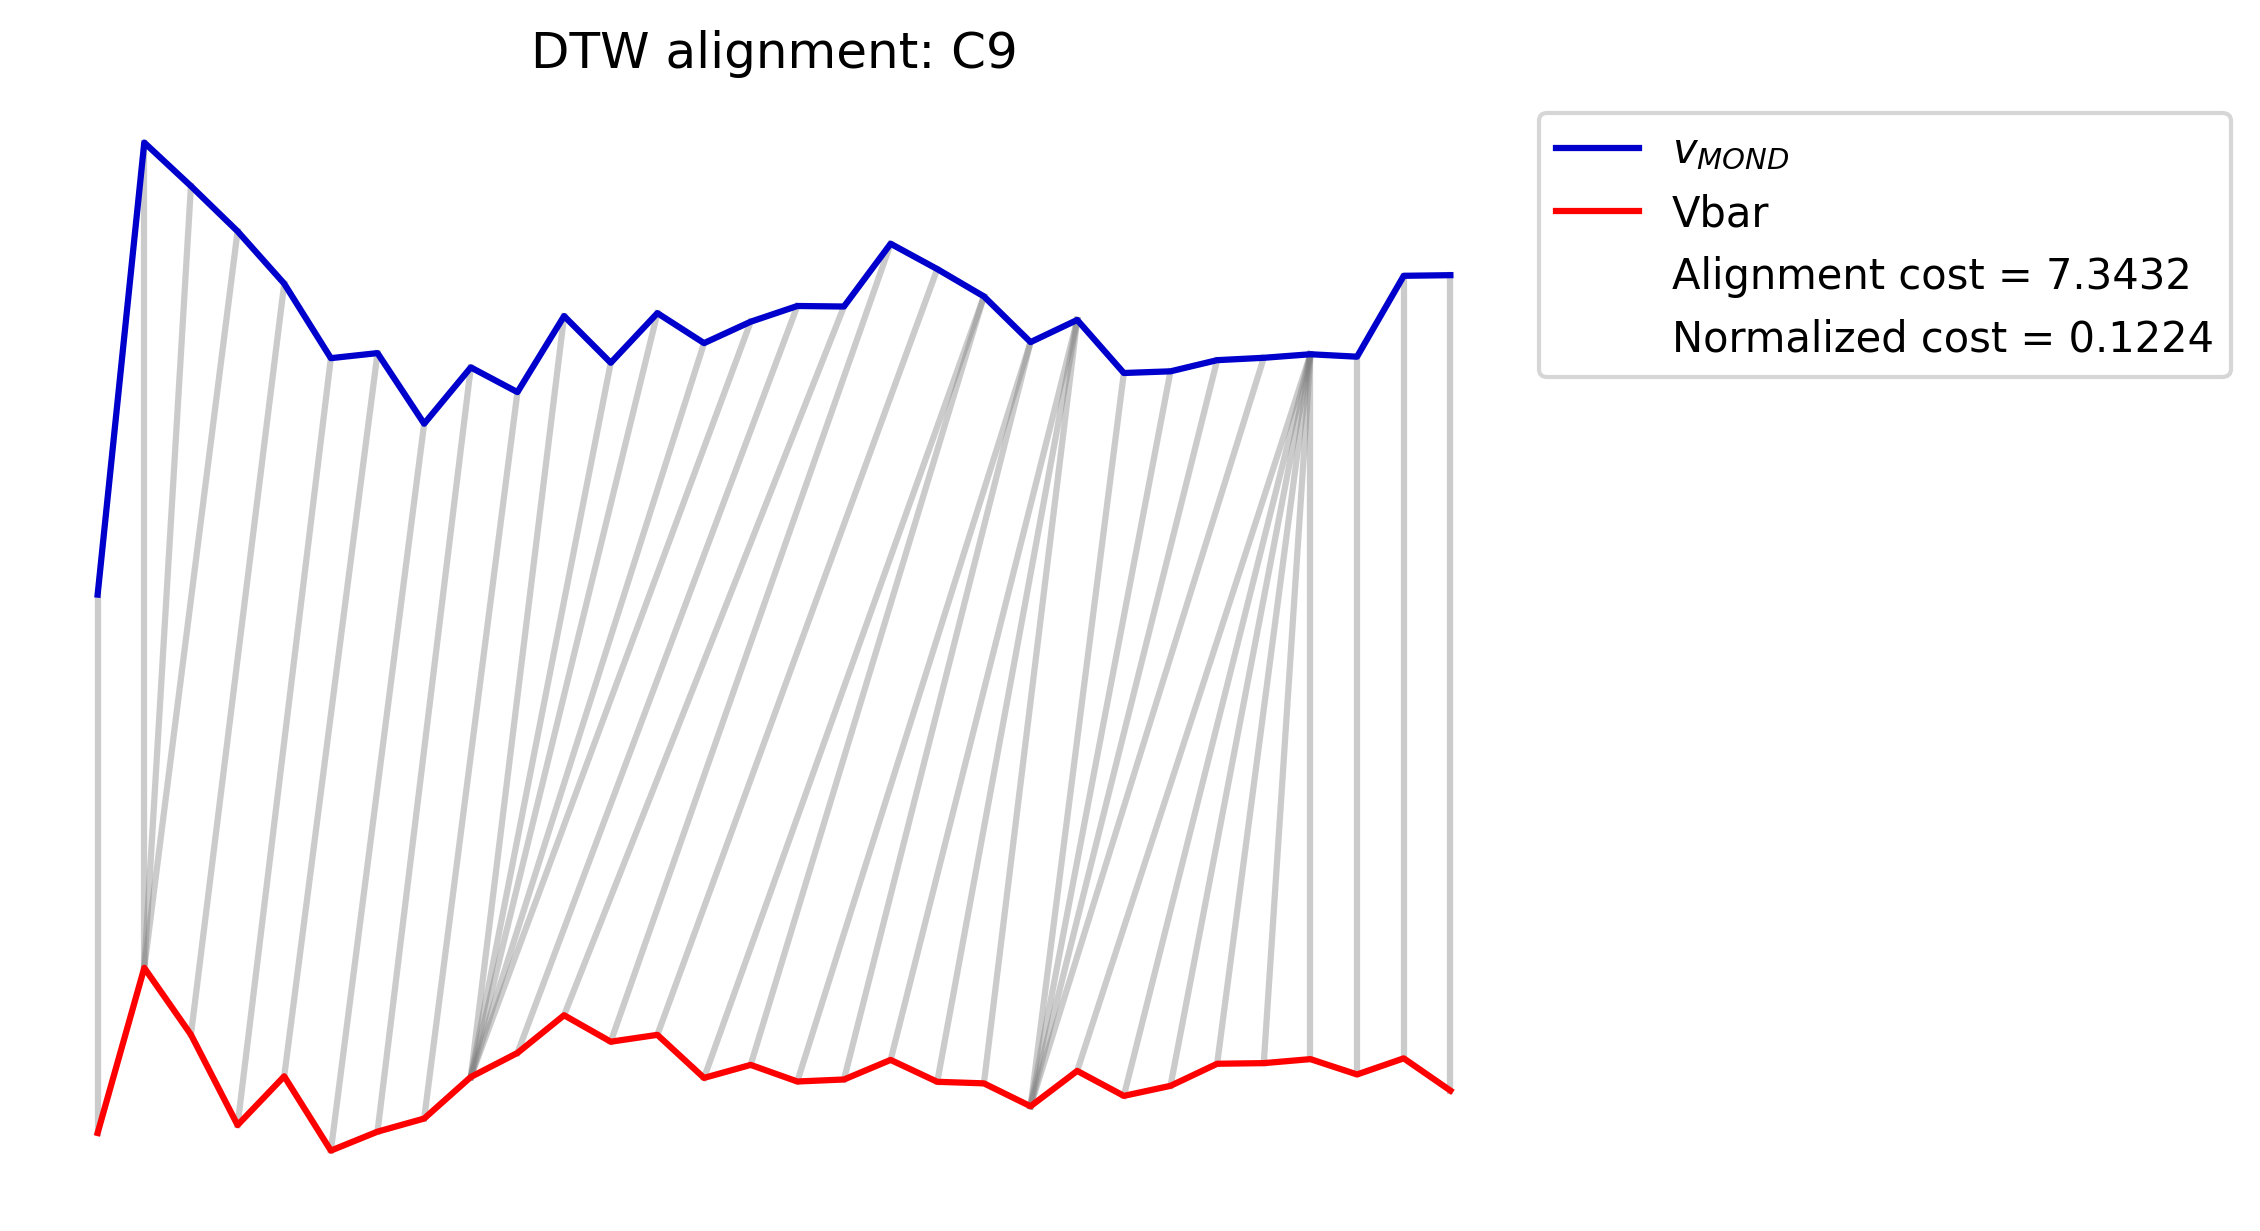 DTW alignment: C9
v_MOND
Vbar
Alignment cost = 7.3432
Normalized cost = 0.1224